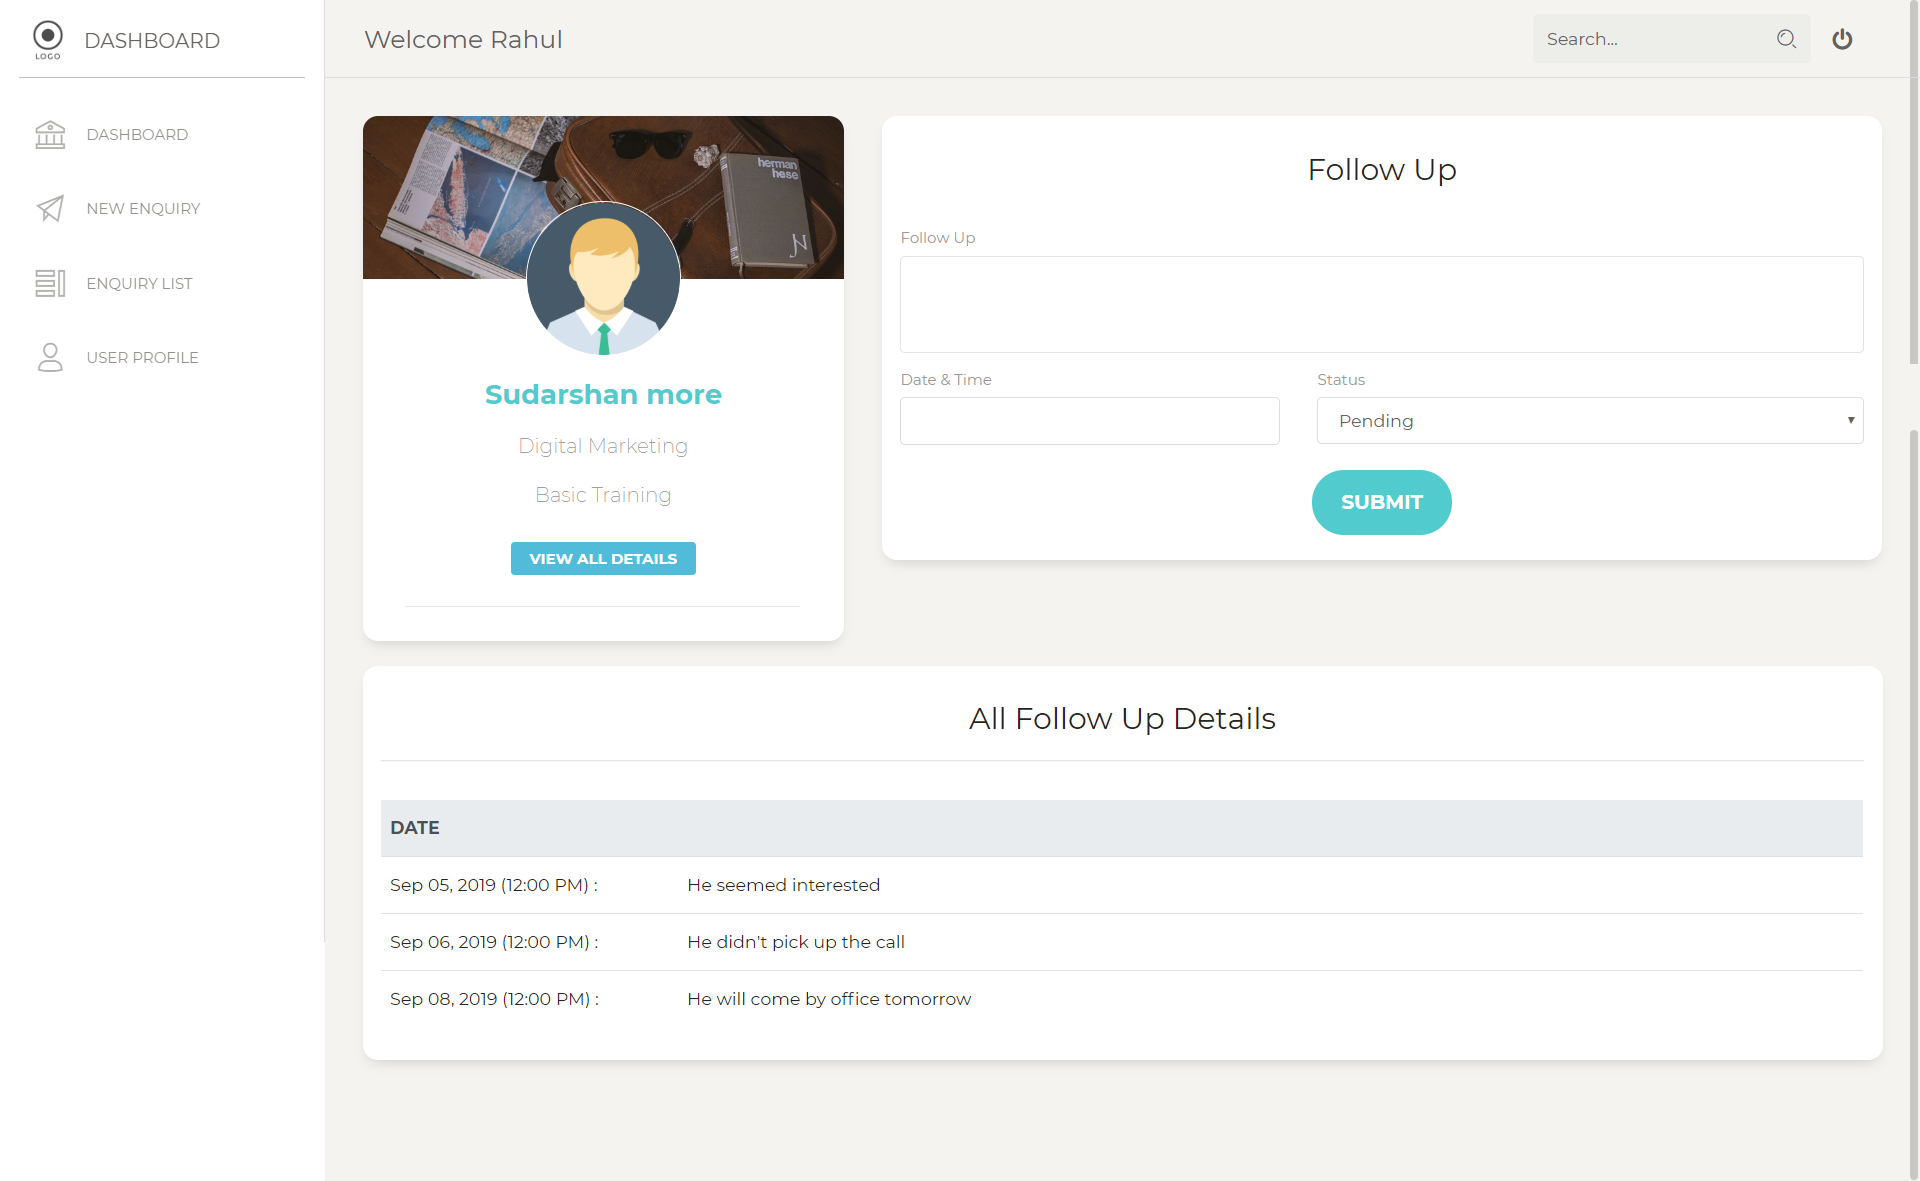 LOGO
DASHBOARD
Welcome Rahul
Search...
DASHBOARD
NEW ENQUIRY
ENQUIRY LIST
USER PROFILE
herman
hese
Sudarshan more
Digital Marketing
Basic Training
VIEW ALL DETAILS
Follow Up
Follow Up
Date & Time
Status
Pending
SUBMIT
All Follow Up Details
DATE
Sep 05, 2019 (12:00 PM) : He seemed interested
Sep 06, 2019 (12:00 PM) : He didn't pick up the call
Sep 08, 2019 (12:00 PM) : He will come by office tomorrow